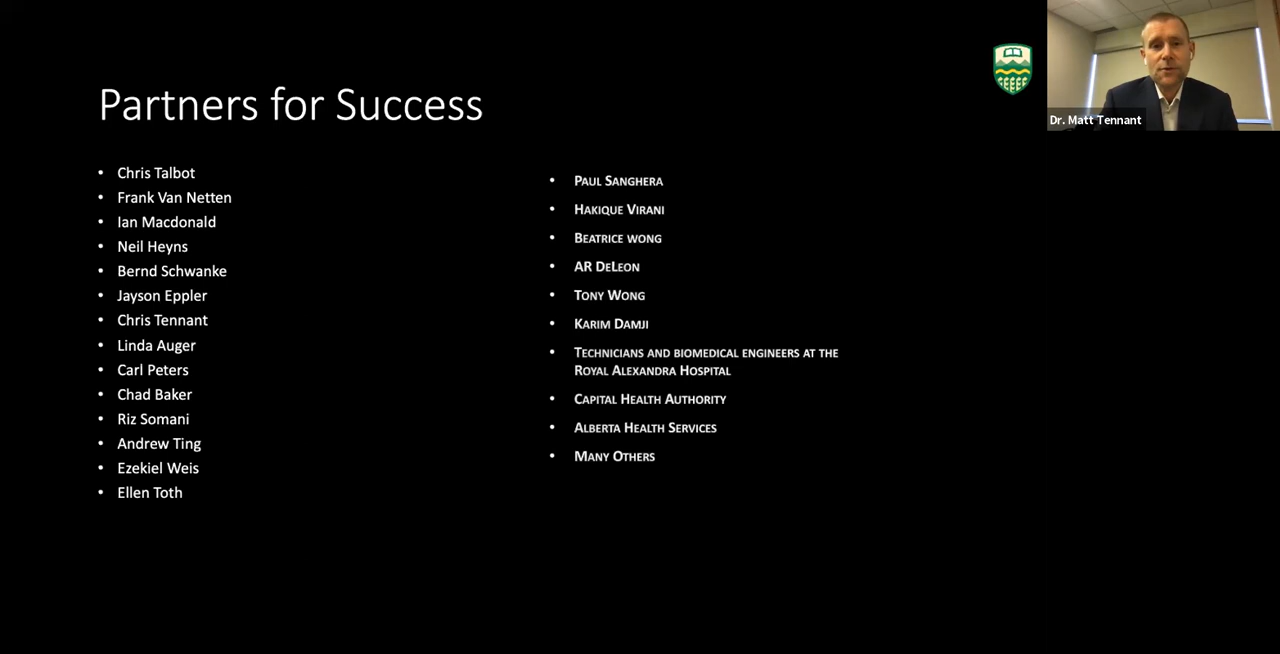 Partners for Success
• Chris Talbot
• Frank Van Netten
• Ian Macdonald
• Neil Heyns
• Bernd Schwanke
• Jayson Eppler
• Chris Tennant
• Linda Auger
• Carl Peters
• Chad Baker
• Riz Somani
• Andrew Ting
• Ezekiel Weis
• Ellen Toth
• Paul Sanghera
• Hakique Virani
• Beatrice wong
• AR DeLeon
• Tony Wong
• Karim Damji
• Technicians and biomedical engineers at the
Royal Alexandra Hospital
• Capital Health Authority
• Alberta Health Services
• Many Others
Dr. Matt Tennant